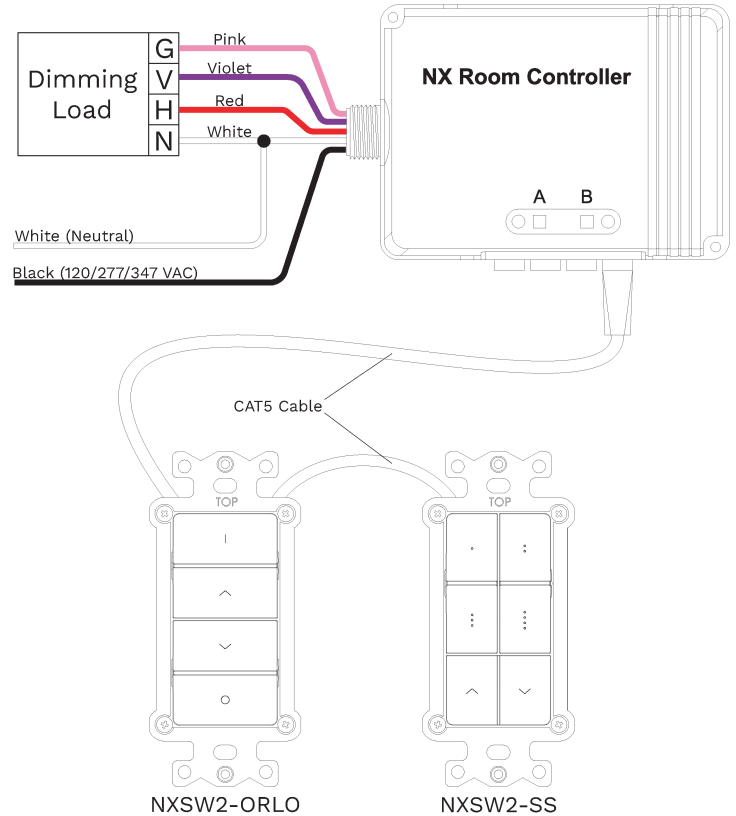 Pink
G
Violet
V
Dimming
Load
Red
H
White
N
NX Room Controller
A B
White (Neutral)
Black (120/277/347 VAC)
CAT5 Cable
TOP
TOP
NXSW2-ORLO
NXSW2-SS